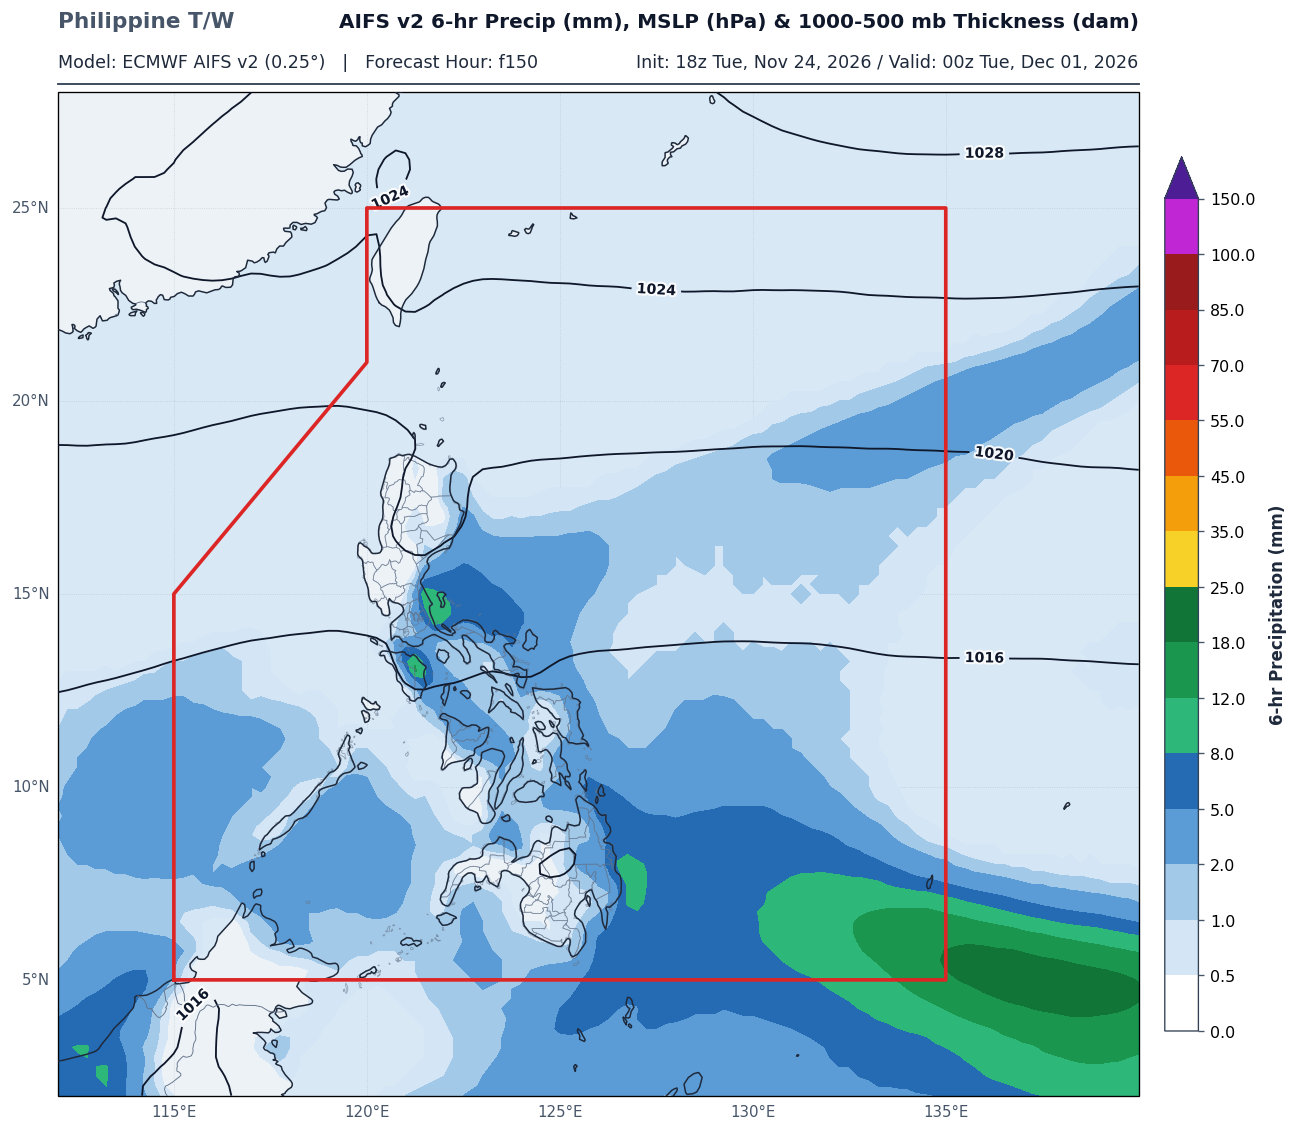 Philippine T/W
AIFS v2 6-hr Precip (mm), MSLP (hPa) & 1000-500 mb Thickness (dam)
Model: ECMWF AIFS v2 (0.25°) | Forecast Hour: f150
Init: 18z Tue, Nov 24, 2026 / Valid: 00z Tue, Dec 01, 2026
1028
1024
1024
1020
1016
1016
25°N
20°N
15°N
10°N
5°N
115°E
120°E
125°E
130°E
135°E
150.0
100.0
85.0
70.0
55.0
45.0
35.0
25.0
18.0
12.0
8.0
5.0
2.0
1.0
0.5
0.0
6-hr Precipitation (mm)